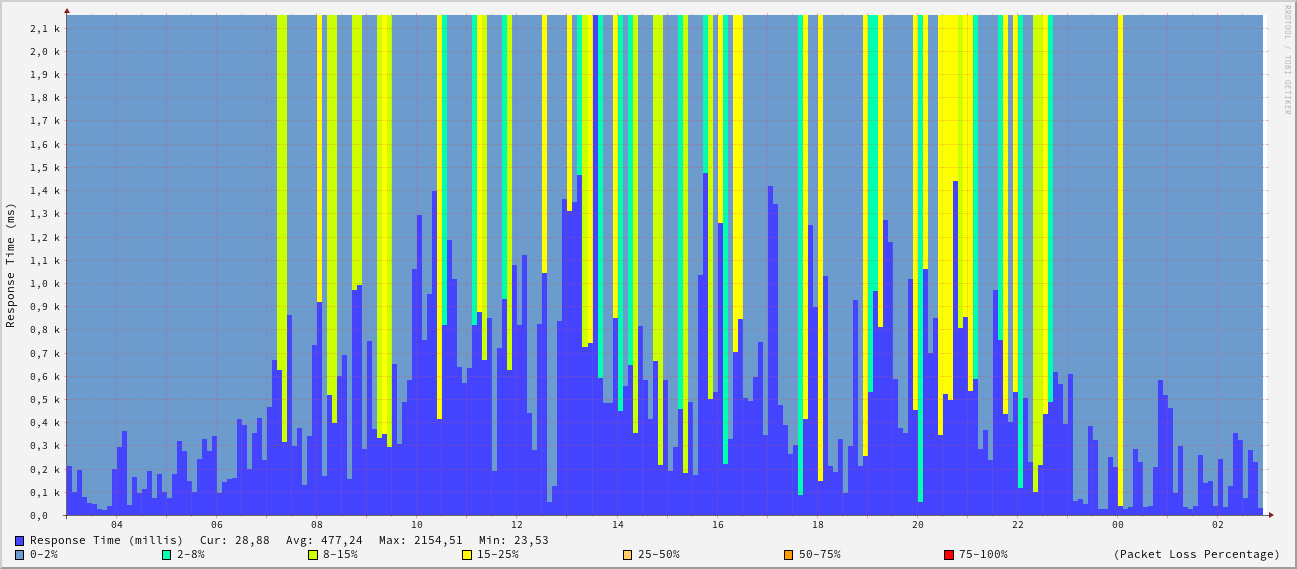 RRDTOOL / TOBI OETIKER
Response Time (ms)
2,1 k
2,0 k
1,9 k
1,8 k
1,7 k
1,6 k
1,5 k
1,4 k
1,3 k
1,2 k
1,1 k
1,0 k
0,9 k
0,8 k
0,7 k
0,6 k
0,5 k
0,4 k
0,3 k
0,2 k
0,1 k
0,0
04 06 08 10 12 14 16 18 20 22 00 02
Response Time (millis) Cur: 28,88 Avg: 477,24 Max: 2154,51 Min: 23,53
0-2% 2-8% 8-15% 15-25% 25-50% 50-75% 75-100% (Packet Loss Percentage)